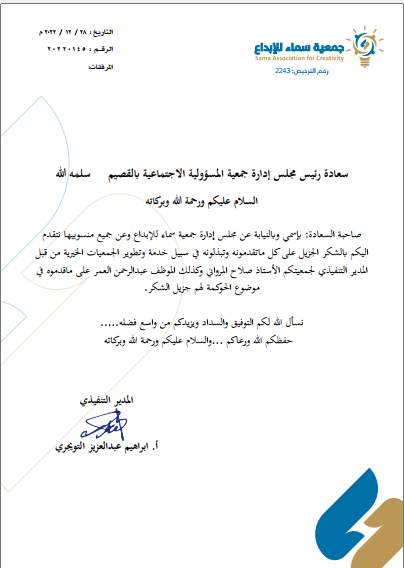 التاريخ: ٢٨ / ١٢ / ٢٠٢٢ م
الرقم : ٢٠٢٢٠١٤٥
المرفقات:
جمعية سماء للإبداع
Sama Association for Creativity
رقم الترخيص: 2243
سعادة رئيس مجلس إدارة جمعية المسؤولية الاجتماعية بالقصيم سلمه الله
السلام عليكم ورحمة الله وبركاته
صاحبة السعادة: بإسمي وبالنيابة عن مجلس إدارة جمعية سماء للإبداع وعن جميع منسوبيها نتقدم
اليكم بالشكر الجزيل على كل ماتقدمونه وتبذلونه في سبيل خدمة وتطوير الجمعيات الخيرية من قبل
المدير التنفيذي لجمعيتكم الأستاذ صلاح المرواني وكذلك الموظف عبدالرحمن العمر على ماقدموه في
موضوع الحوكمة لهم جزيل الشكر.
نسأل الله لكم التوفيق والسداد ويزيدكم من واسع فضله.....
حفظكم الله ورعاكم ...والسلام عليكم ورحمة الله وبركاته
المدير التنفيذي
أ. ابراهيم عبدالعزيز التويجري